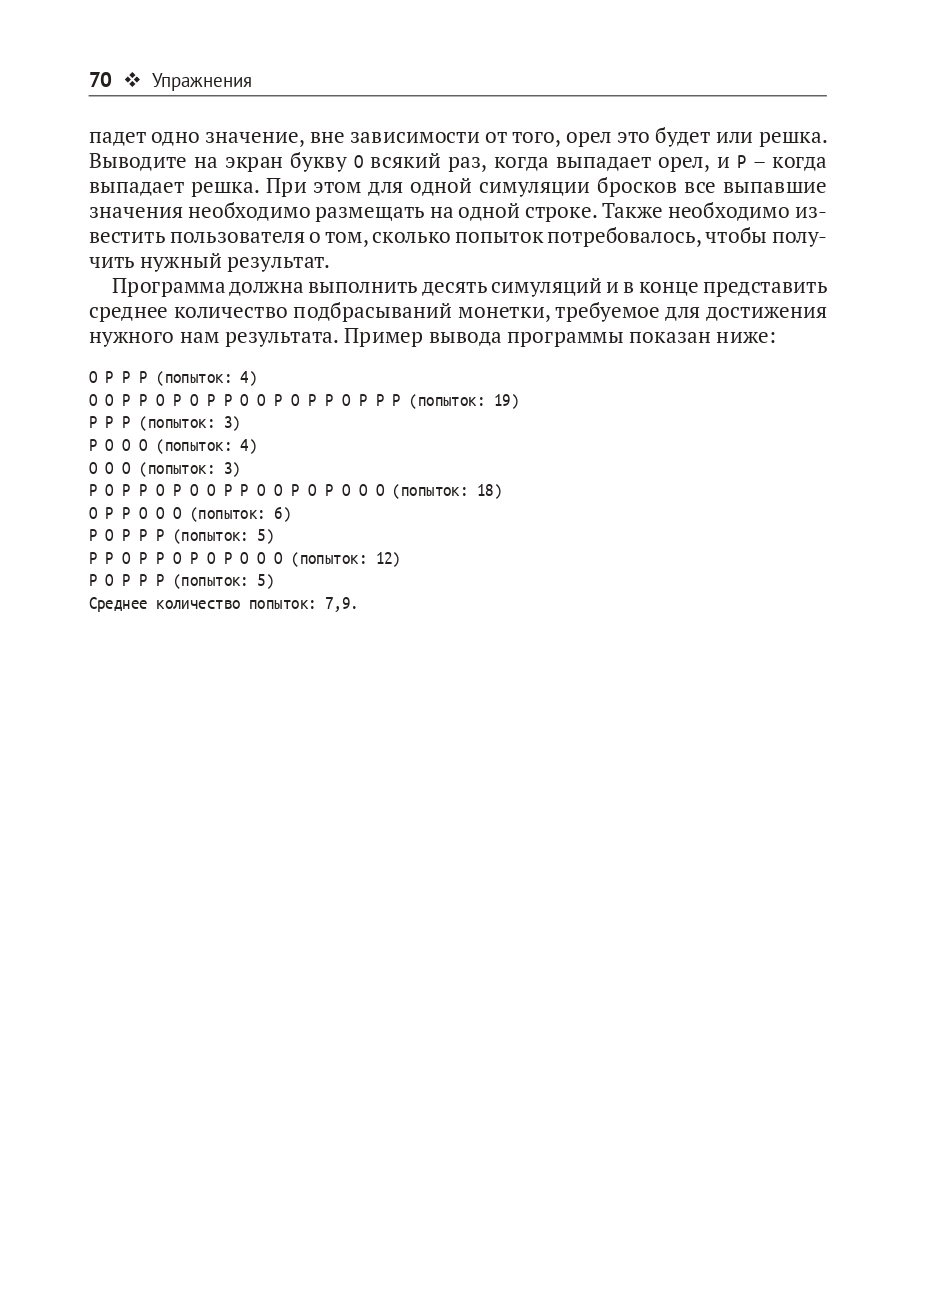 70 ❖ Упражнения
падет одно значение, вне зависимости от того, орел это будет или решка.
Выводите на экран букву О всякий раз, когда выпадает орел, и Р – когда
выпадает решка. При этом для одной симуляции бросков все выпавшие
значения необходимо размещать на одной строке. Также необходимо из-
вестить пользователя о том, сколько попыток потребовалось, чтобы полу-
чить нужный результат.
Программа должна выполнить десять симуляций и в конце представить
среднее количество подбрасываний монетки, требуемое для достижения
нужного нам результата. Пример вывода программы показан ниже:
О Р Р Р (попыток: 4)
О О Р Р О Р О Р Р О О Р О Р Р О Р Р Р (попыток: 19)
Р Р Р (попыток: 3)
Р О О О (попыток: 4)
О О О (попыток: 3)
Р О Р Р О Р О О Р Р О О Р О Р О О О (попыток: 18)
О Р Р О О О (попыток: 6)
Р О Р Р Р (попыток: 5)
Р Р О Р Р О Р О Р О О О (попыток: 12)
Р О Р Р Р (попыток: 5)
Среднее количество попыток: 7,9.